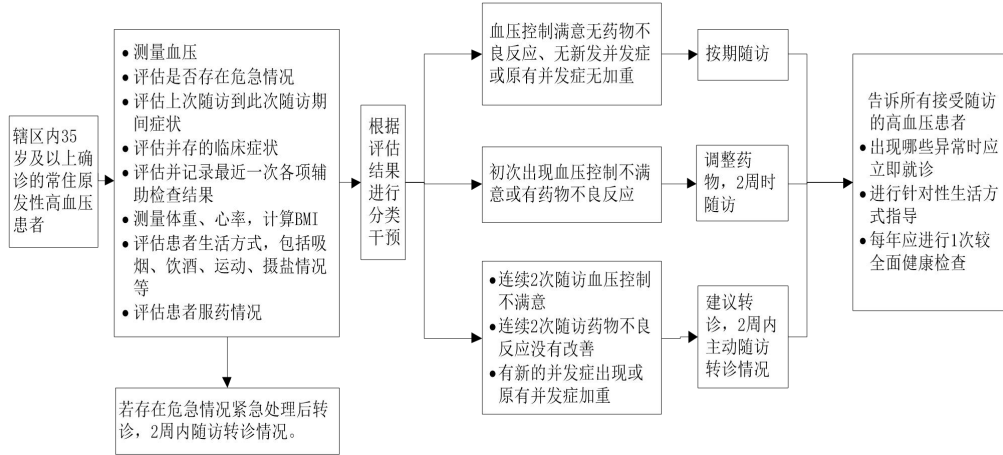 辖区内35
岁及以上确
诊的常住原
发性高血压
患者
●测量血压
●评估是否存在危急情况
●评估上次随访到此次随访期
间症状
●评估并存的临床症状
●评估并记录最近一次各项辅
助检查结果
●测量体重、心率，计算BMI
●评估患者生活方式，包括吸
烟、饮酒、运动、摄盐情况
等
●评估患者服药情况
若存在危急情况紧急处理后转
诊，2周内随访转诊情况。
根据
评估
结果
进行
分类
干预
血压控制满意无药物不
良反应、无新发并发症
或原有并发症无加重
按期随访
初次出现血压控制不满
意或有药物不良反应
调整药
物，2周时
随访
●连续2次随访血压控制
不满意
●连续2次随访药物不良
反应没有改善
●有新的并发症出现或
原有并发症加重
建议转
诊，2周内
主动随访
转诊情况
告诉所有接受随访
的高血压患者
●出现哪些异常时应
立即就诊
●进行针对性生活方
式指导
●每年应进行1次较
全面健康检查